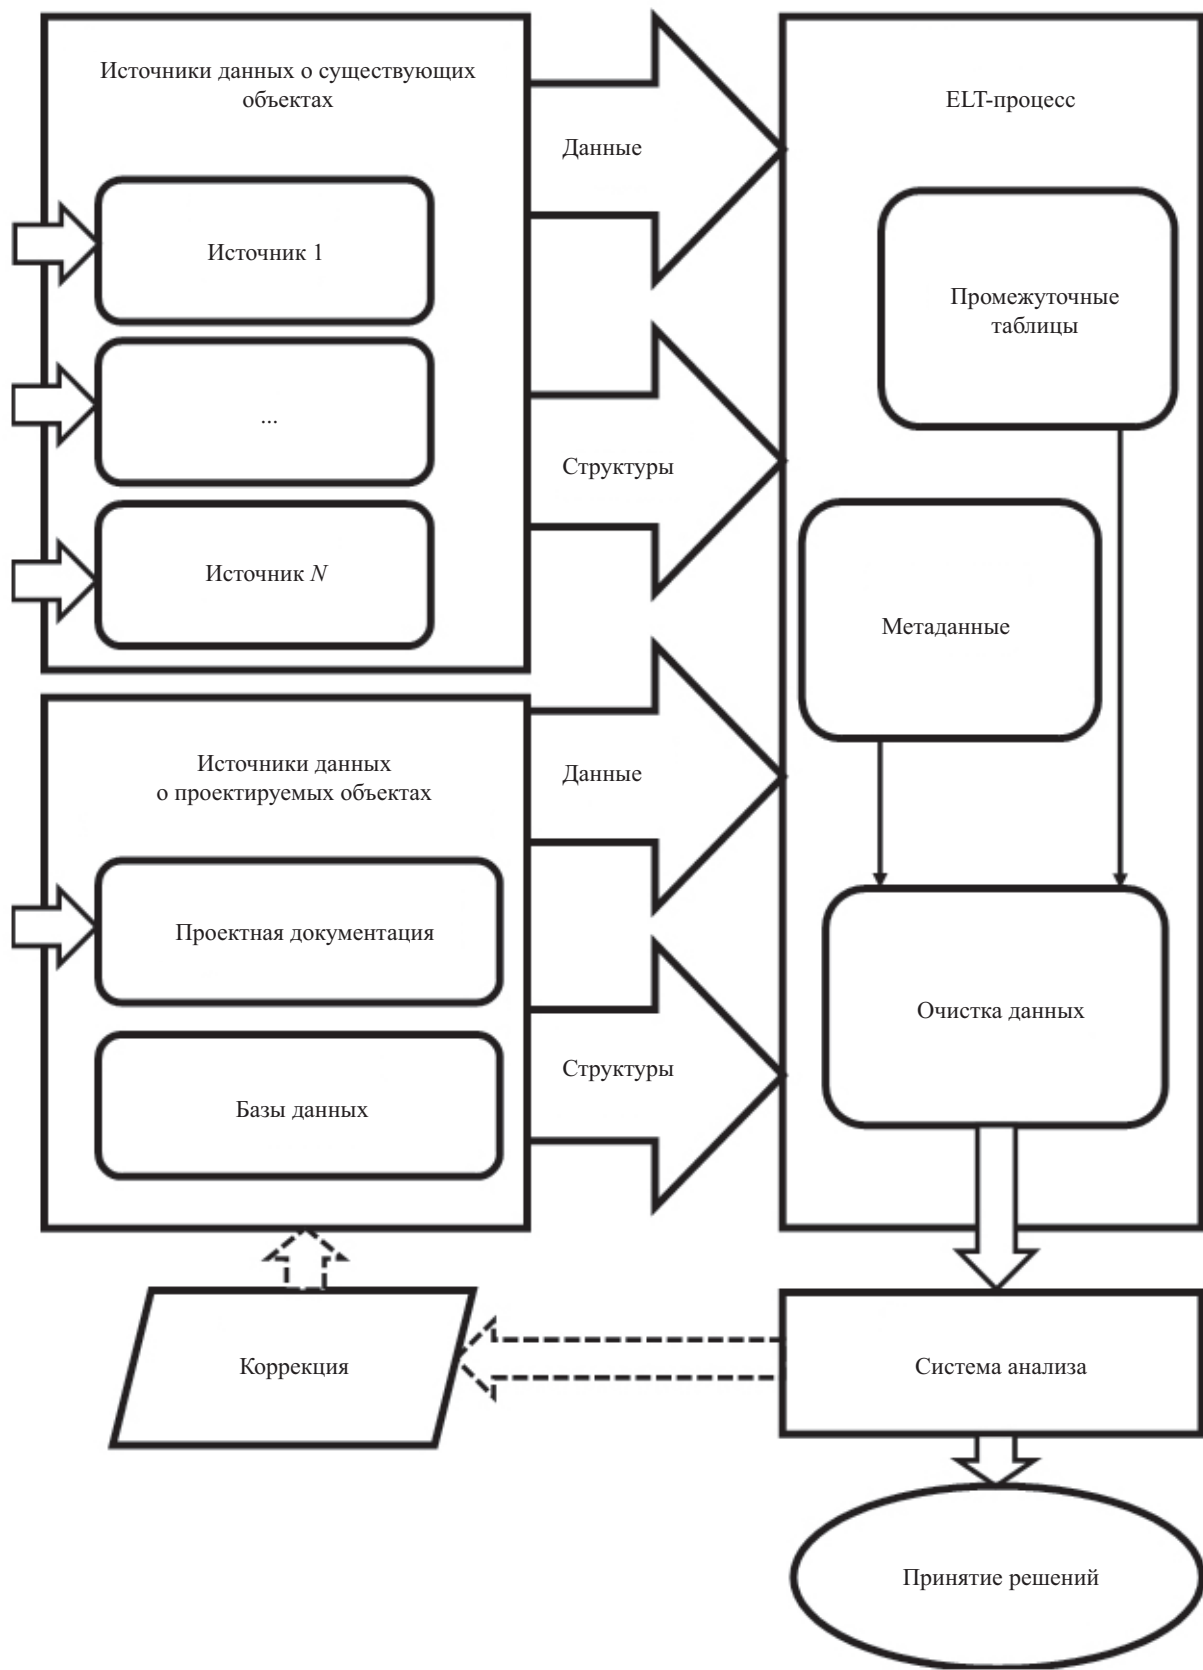 Источники данных о существующих
объектах
Источник 1
...
Источник N
Данные
Структуры
ELT-процесс
Промежуточные
таблицы
Метаданные
Источники данных
о проектируемых объектах
Проектная документация
Базы данных
Данные
Структуры
Очистка данных
Коррекция
Система анализа
Принятие решений